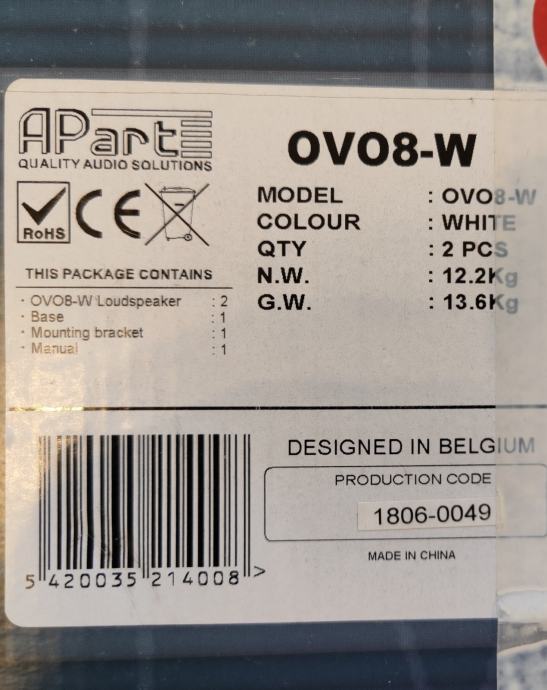 APart
QUALITY AUDIO SOLUTIONS
OVO8-W
RoHS CE
MODEL : OVO8-W
COLOUR : WHITE
QTY : 2 PCS
N.W. : 12.2Kg
G.W. : 13.6Kg
THIS PACKAGE CONTAINS
· OVO8-W Loudspeaker : 2
· Base : 1
· Mounting bracket : 1
· Manual : 1
DESIGNED IN BELGIUM
PRODUCTION CODE
1806-0049
MADE IN CHINA
5 420035 214008 >